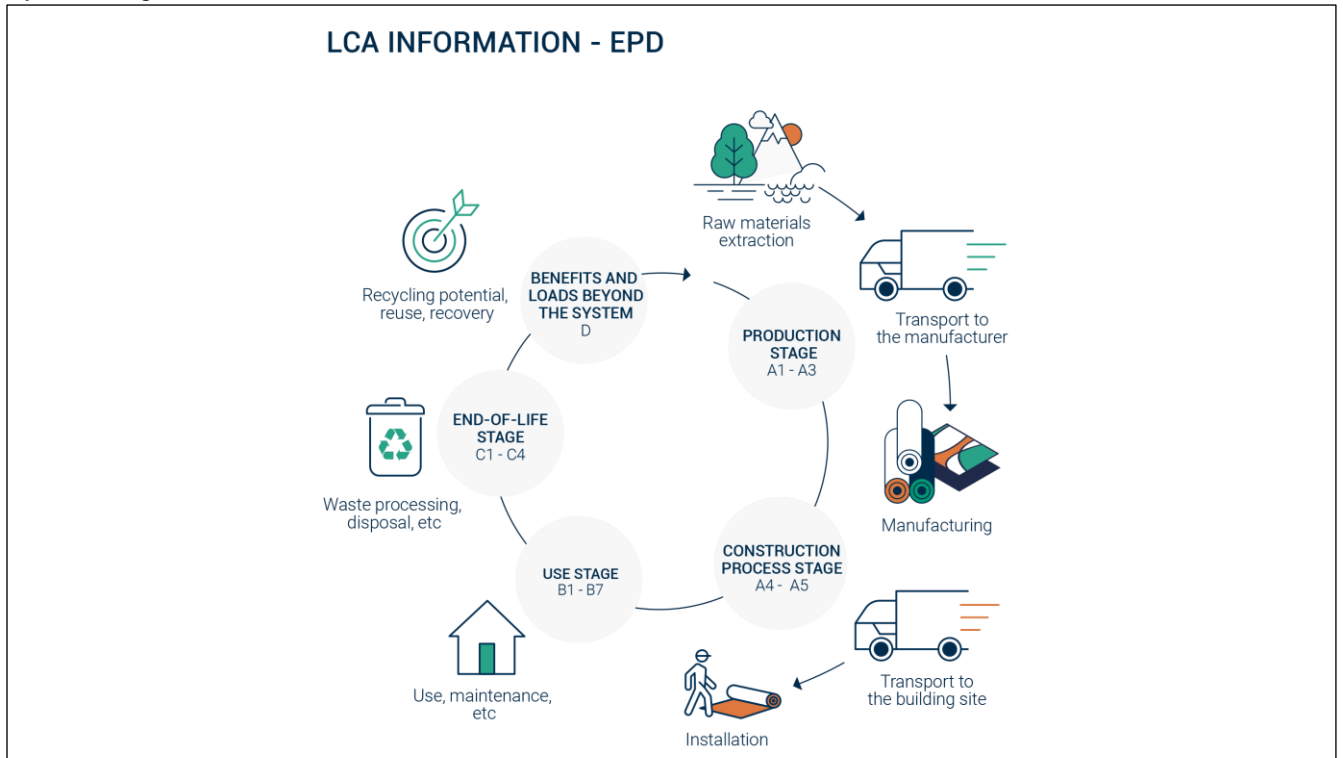 LCA INFORMATION - EPD
Raw materials
extraction
Transport to
the manufacturer
Manufacturing
Transport to
the building site
Installation
Use, maintenance,
etc
Waste processing,
disposal, etc
Recycling potential,
reuse, recovery
BENEFITS AND
LOADS BEYOND
THE SYSTEM
D
PRODUCTION
STAGE
A1 - A3
CONSTRUCTION
PROCESS STAGE
A4 - A5
USE STAGE
B1 - B7
END-OF-LIFE
STAGE
C1 - C4